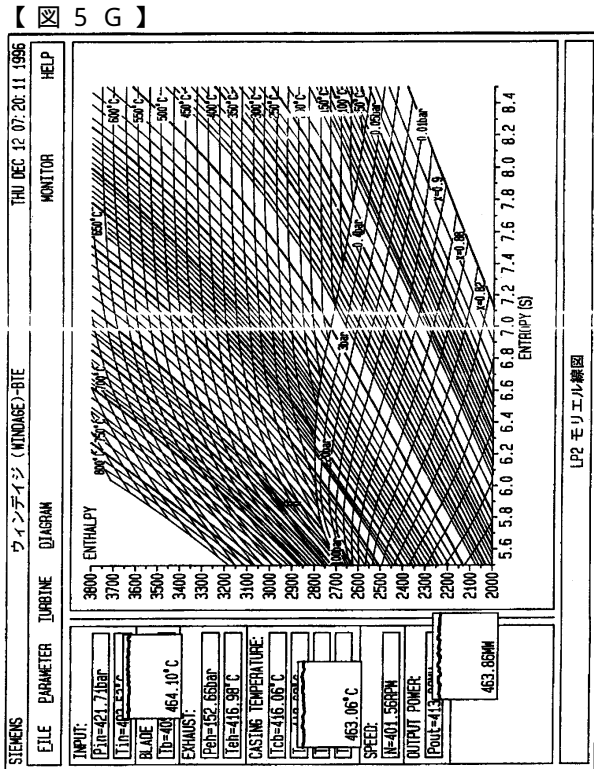 【図5G】
SIEMENS ウィンデイジ (WINDAGE)-BTE THU DEC 12 07:20:11 1996
FILE PARAMETER TURBINE DIAGRAM MONITOR HELP
INPUT:
Pin=421.71bar
BLADE
464.10°C
EXHAUST:
Peh=152.66bar
Teh=416.98°C
CASING TEMPERATURE:
Tcb=416.06°C
463.06°C
SPEED:
N=401.56RPM
OUTPUT POWER:
463.86MW
ENTHALPY
3800
3700
3600
3500
3400
3300
3200
3100
3000
2900
2800
2700
2600
2500
2400
2300
2200
2100
2000
600°C
550°C
500°C
450°C
400°C
350°C
300°C
250°C
150°C
100°C
50°C
0.05bar
0.01bar
650°C
700°C
750°C
800°C
0.4bar
3bar
100bar
x=0.9
x=0.88
x=0.82
5.6 5.8 6.0 6.2 6.4 6.6 6.8 7.0 7.2 7.4 7.6 7.8 8.0 8.2 8.4
ENTROPY (S)
LP2 モリエル線図